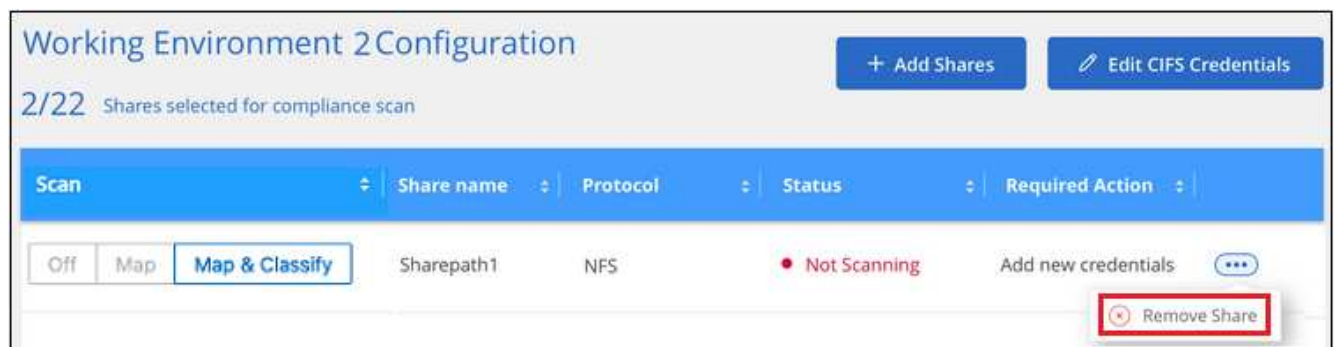 Working Environment 2Configuration
+ Add Shares
Edit CIFS Credentials
2/22 Shares selected for compliance scan
Scan Share name Protocol Status Required Action
Off Map Map & Classify Sharepath1 NFS Not Scanning Add new credentials
Remove Share